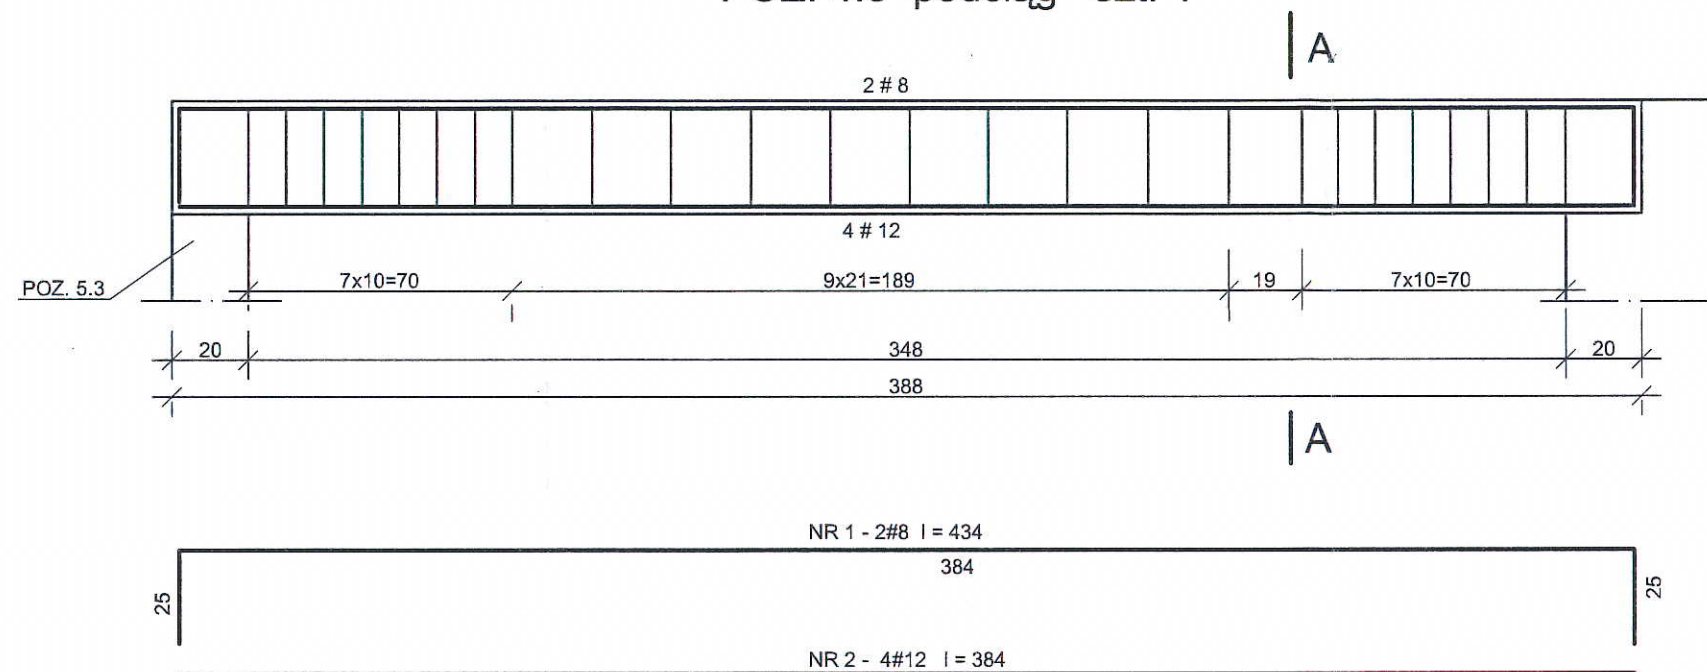 A
2 # 8
4 # 12
POZ. 5.3
7x10=70
9x21=189
19
7x10=70
20
348
20
388
A
NR 1 - 2#8 l = 434
384
25
25
NR 2 - 4#12 l = 384